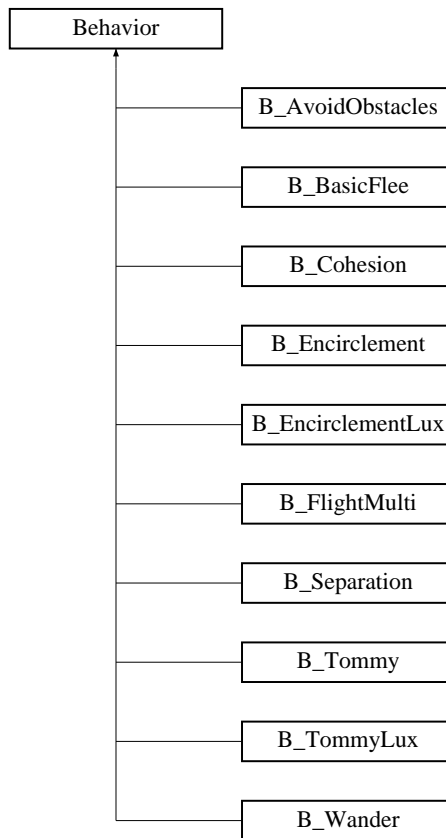 Behavior
B_AvoidObstacles
B_BasicFlee
B_Cohesion
B_Encirclement
B_EncirclementLux
B_FlightMulti
B_Separation
B_Tommy
B_TommyLux
B_Wander